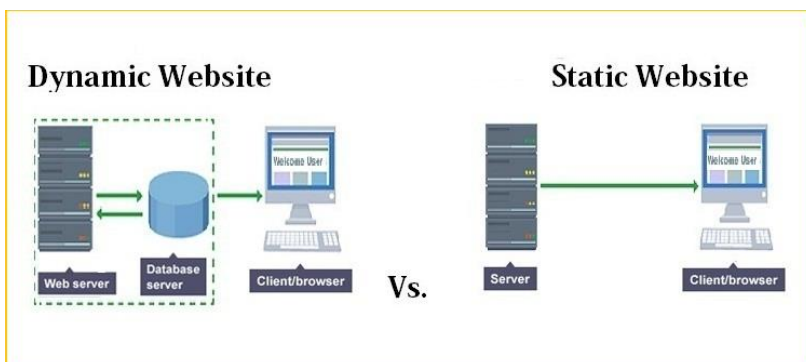 Dynamic Website
Static Website
Welcome User
Welcome User
Web server
Database
server
Client/browser
Vs.
Server
Client/browser